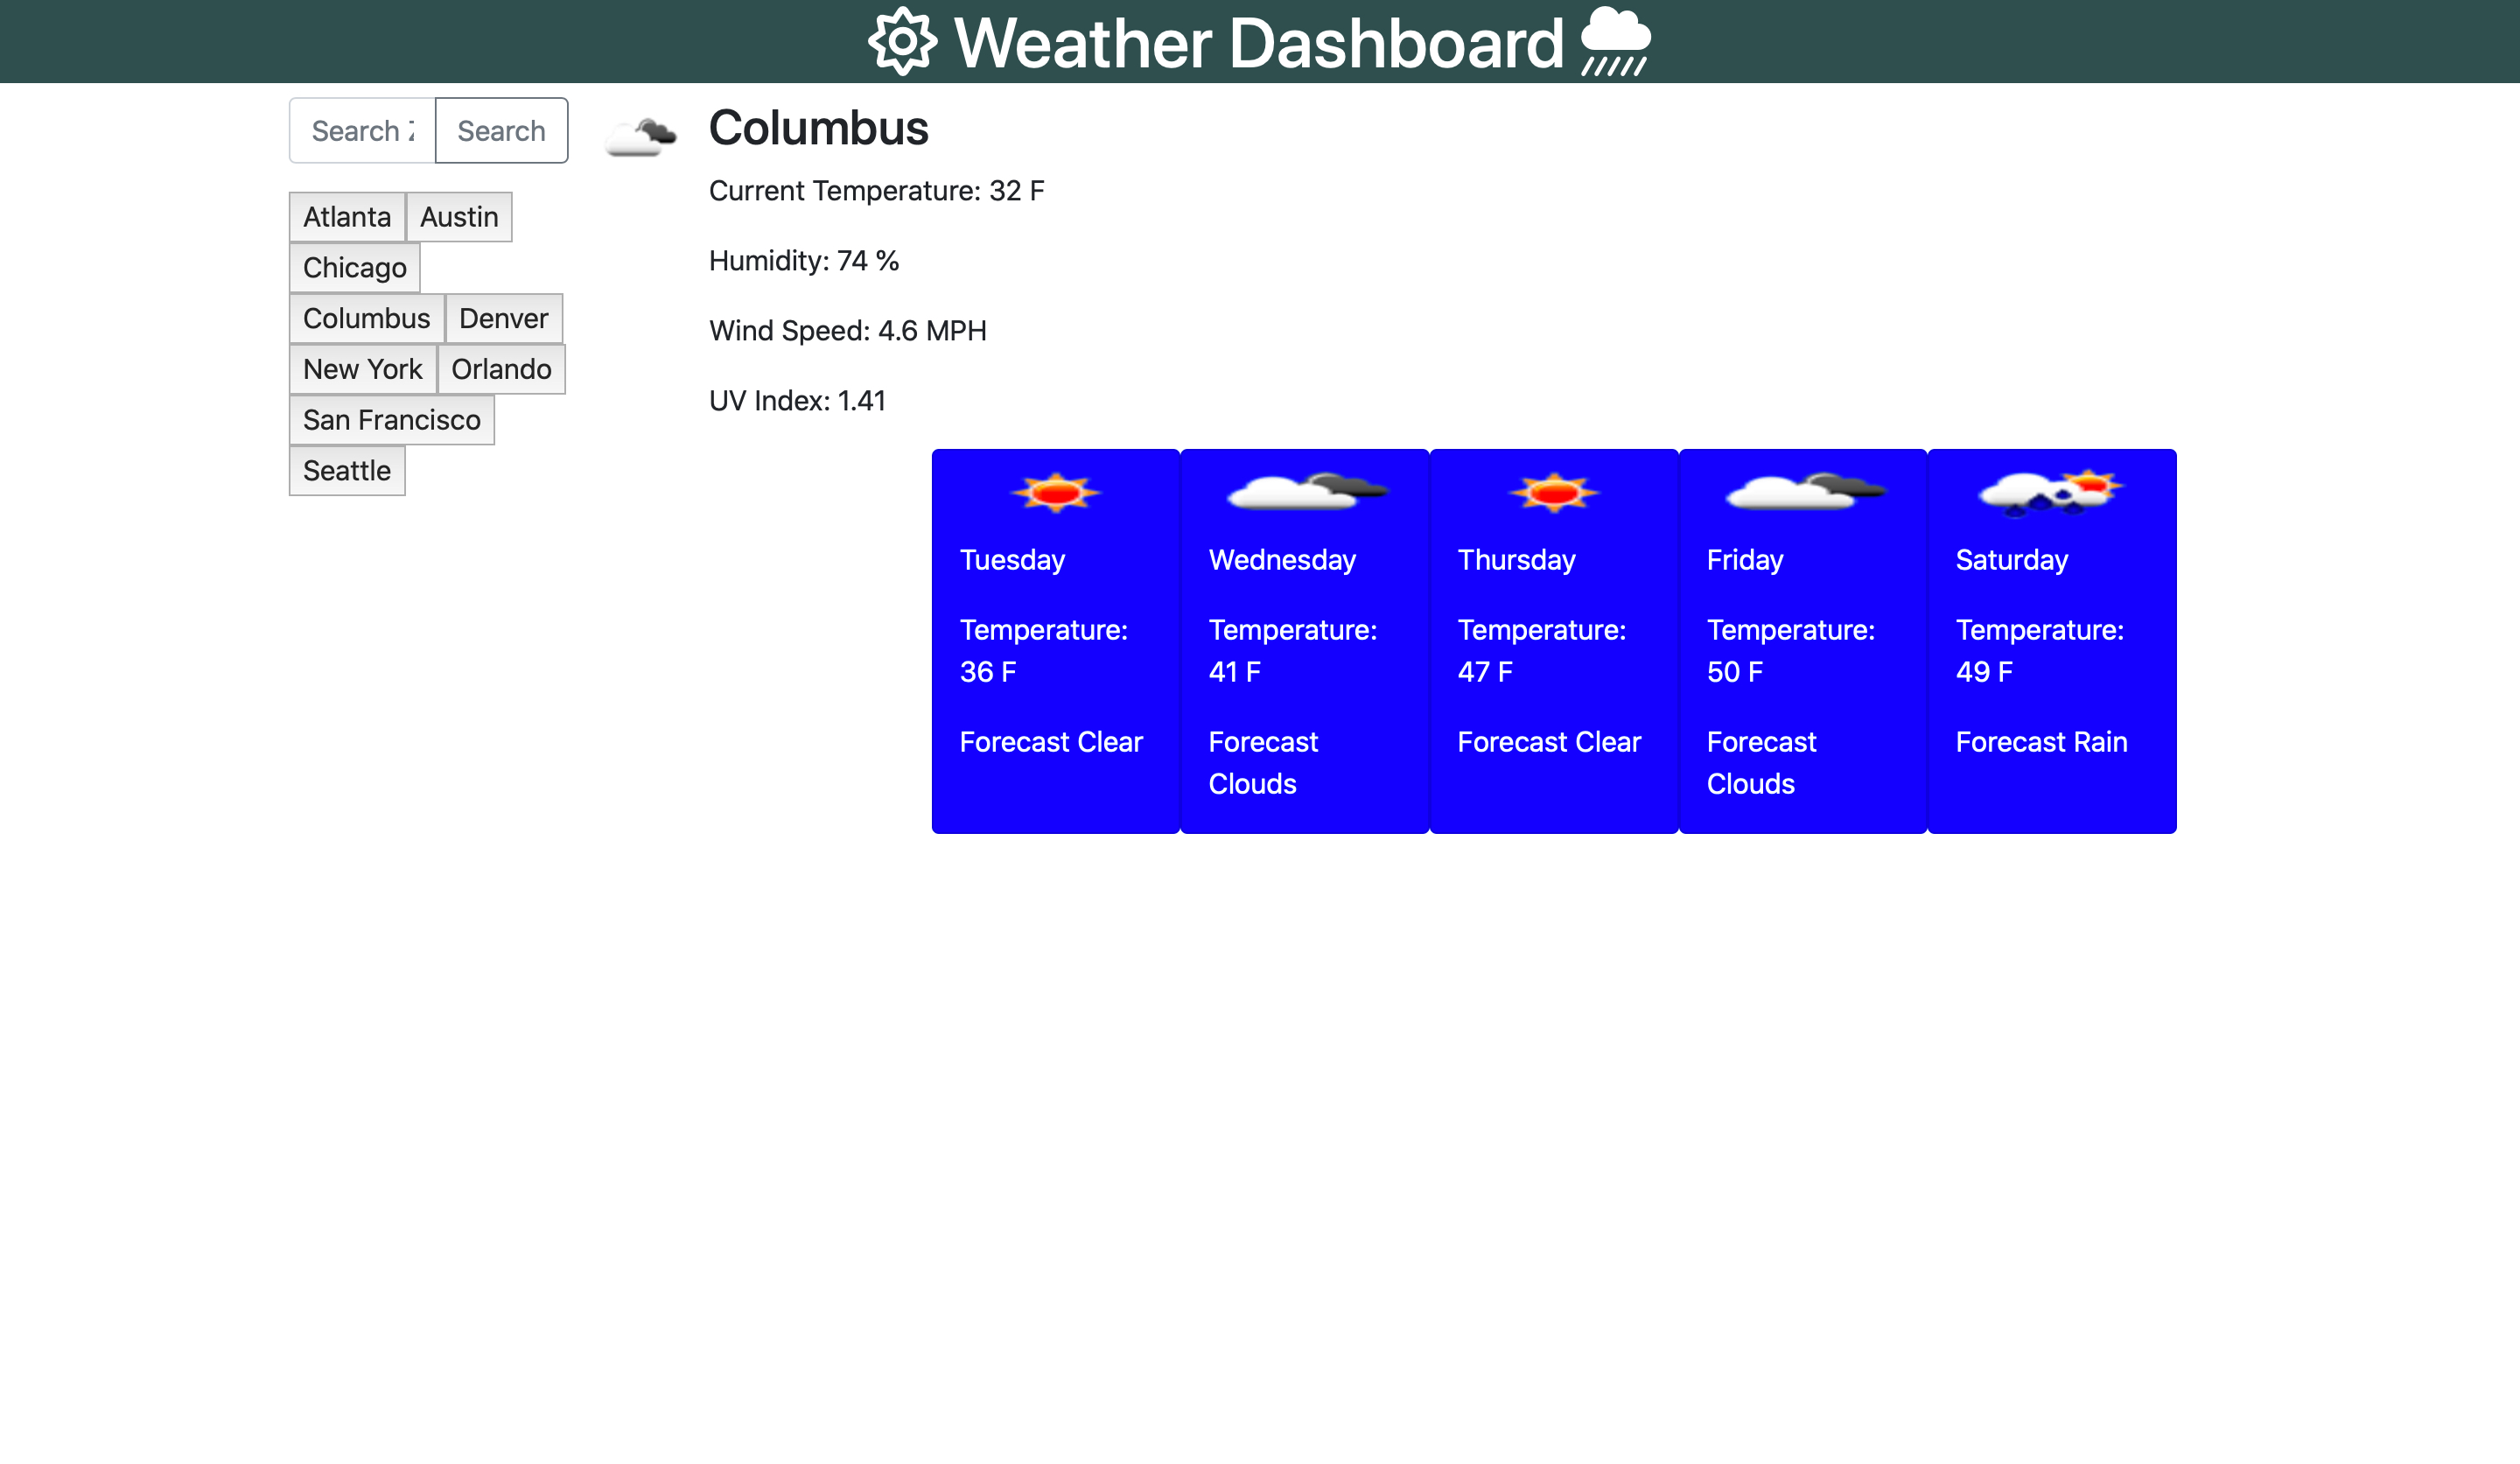 Weather Dashboard
Search Search
Atlanta Austin
Chicago
Columbus Denver
New York Orlando
San Francisco
Seattle
Columbus
Current Temperature: 32 F
Humidity: 74 %
Wind Speed: 4.6 MPH
UV Index: 1.41
Tuesday
Temperature:
36 F
Forecast Clear
Wednesday
Temperature:
41 F
Forecast
Clouds
Thursday
Temperature:
47 F
Forecast Clear
Friday
Temperature:
50 F
Forecast
Clouds
Saturday
Temperature:
49 F
Forecast Rain